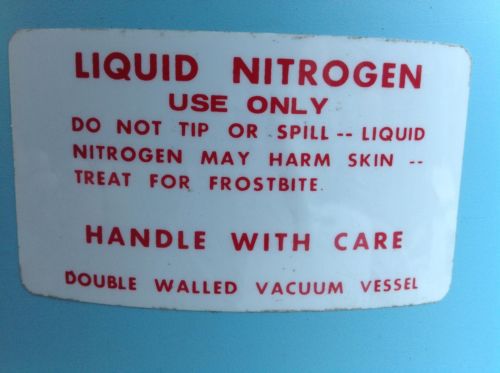 LIQUID NITROGEN
USE ONLY
DO NOT TIP OR SPILL -- LIQUID
NITROGEN MAY HARM SKIN --
TREAT FOR FROSTBITE.
HANDLE WITH CARE
DOUBLE WALLED VACUUM VESSEL